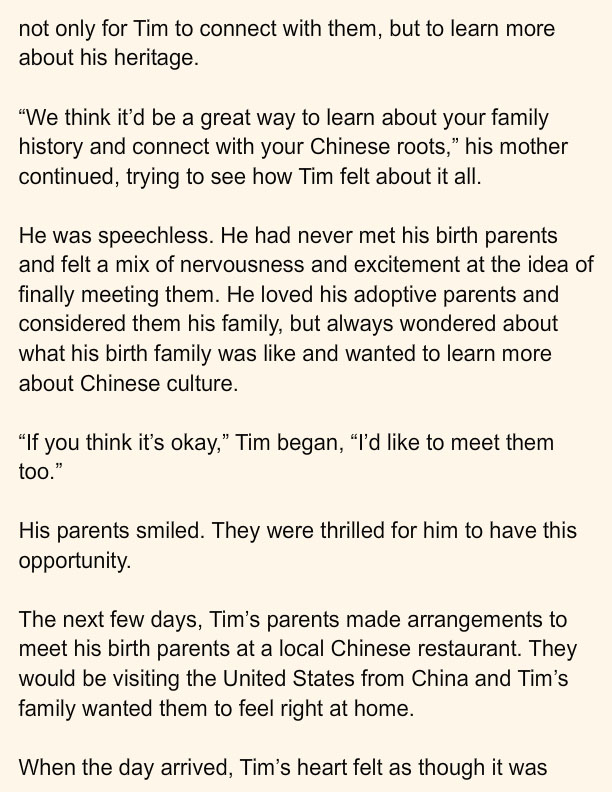 not only for Tim to connect with them, but to learn more
about his heritage.
“We think it’d be a great way to learn about your family
history and connect with your Chinese roots,” his mother
continued, trying to see how Tim felt about it all.
He was speechless. He had never met his birth parents
and felt a mix of nervousness and excitement at the idea of
finally meeting them. He loved his adoptive parents and
considered them his family, but always wondered about
what his birth family was like and wanted to learn more
about Chinese culture.
“If you think it’s okay,” Tim began, “I’d like to meet them
too.”
His parents smiled. They were thrilled for him to have this
opportunity.
The next few days, Tim’s parents made arrangements to
meet his birth parents at a local Chinese restaurant. They
would be visiting the United States from China and Tim’s
family wanted them to feel right at home.
When the day arrived, Tim’s heart felt as though it was